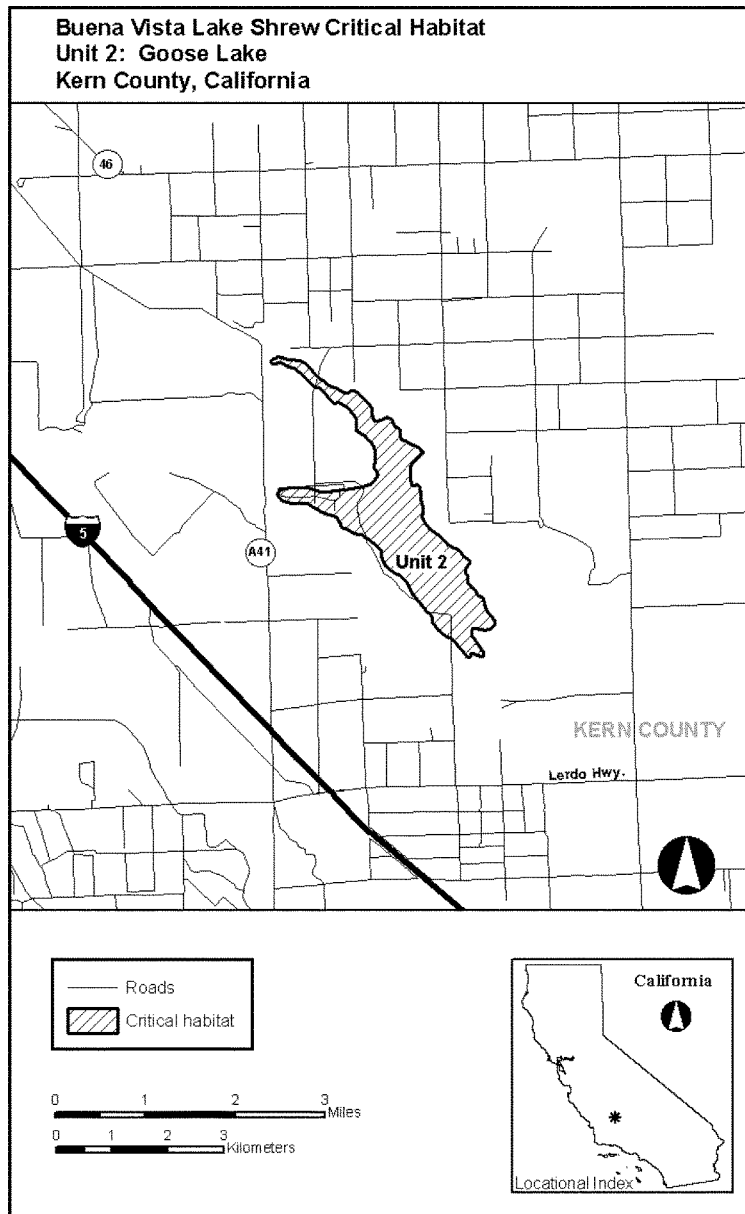 Buena Vista Lake Shrew Critical Habitat
Unit 2: Goose Lake
Kern County, California
46
5
A41
Unit 2
KERN COUNTY
Lerdo Hwy.
Roads
Critical habitat
0 1 2 3
Miles
0 1 2 3
Kilometers
California
Locational Index